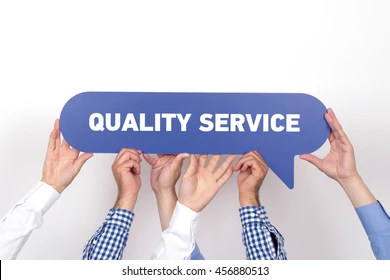 QUALITY SERVICE
shutterstock.com · 456880513